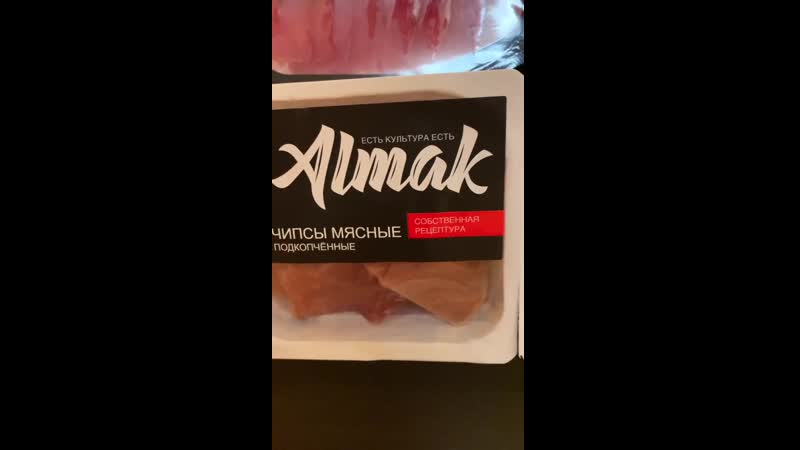 ЕСТЬ КУЛЬТУРА ЕСТЬ
Almak
ЧИПСЫ МЯСНЫЕ
ПОДКОПЧЁННЫЕ
СОБСТВЕННАЯ
РЕЦЕПТУРА